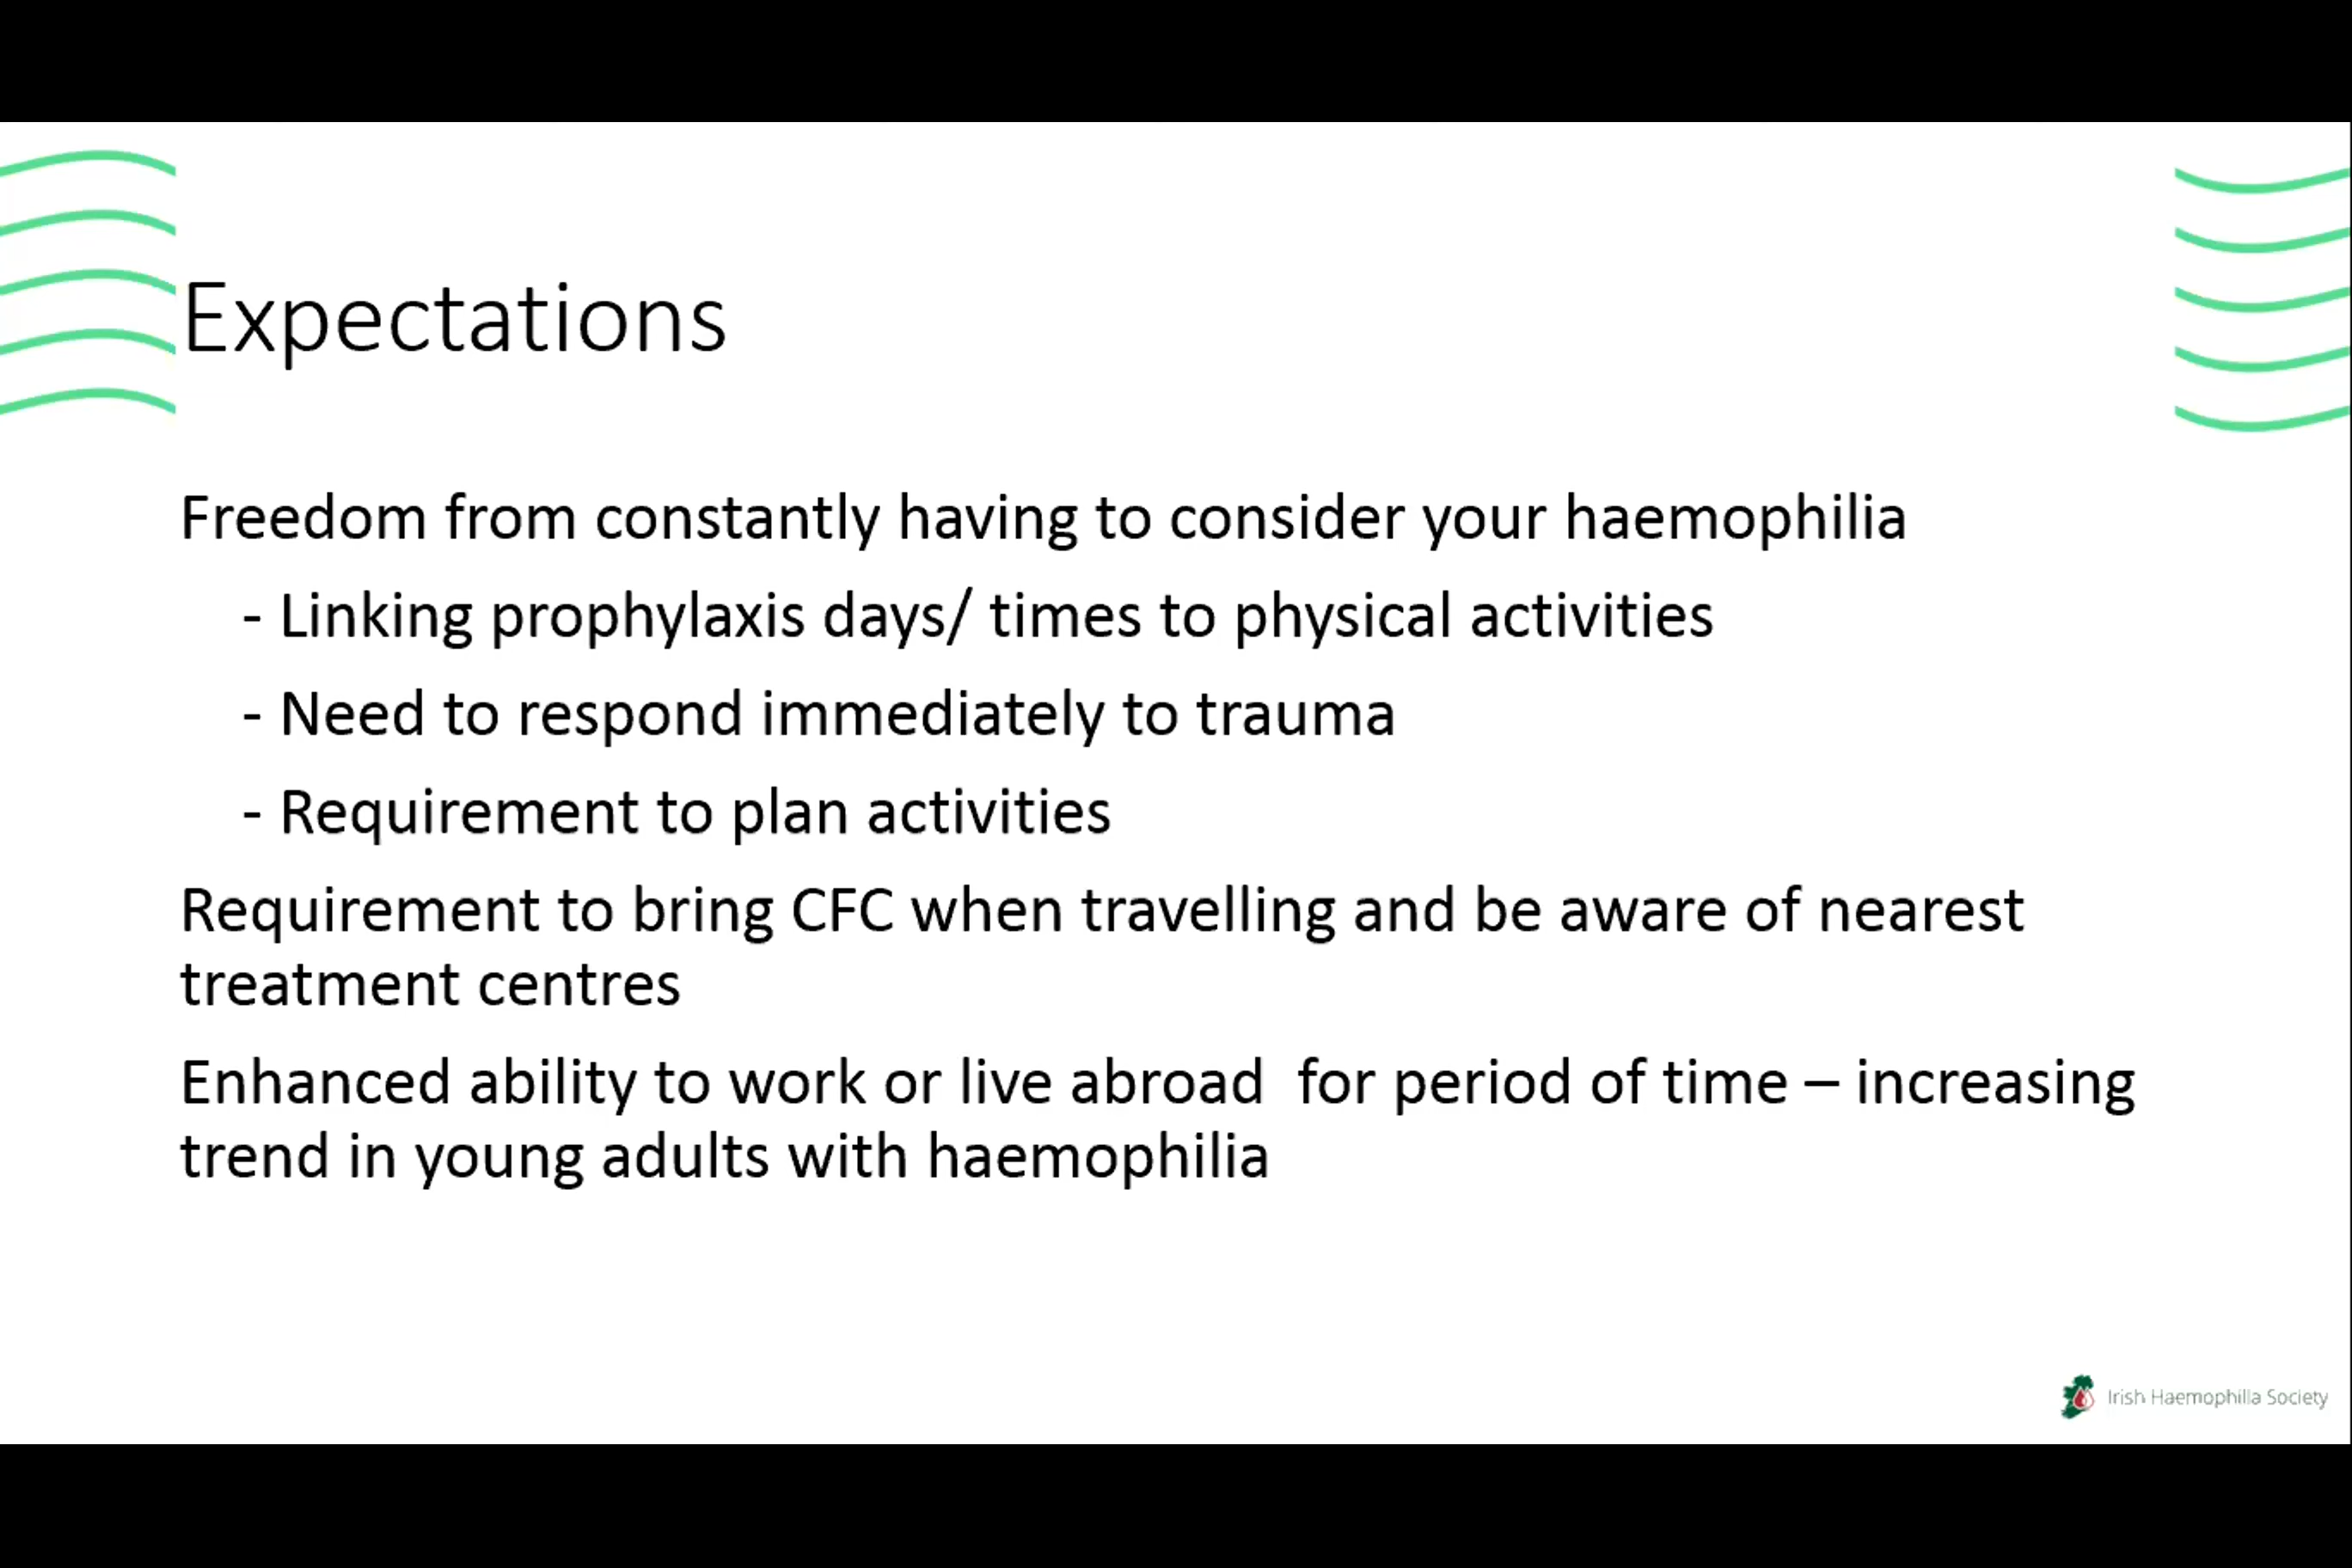 Expectations
Freedom from constantly having to consider your haemophilia
- Linking prophylaxis days/ times to physical activities
- Need to respond immediately to trauma
- Requirement to plan activities
Requirement to bring CFC when travelling and be aware of nearest
treatment centres
Enhanced ability to work or live abroad  for period of time – increasing
trend in young adults with haemophilia
Irish Haemophilia Society